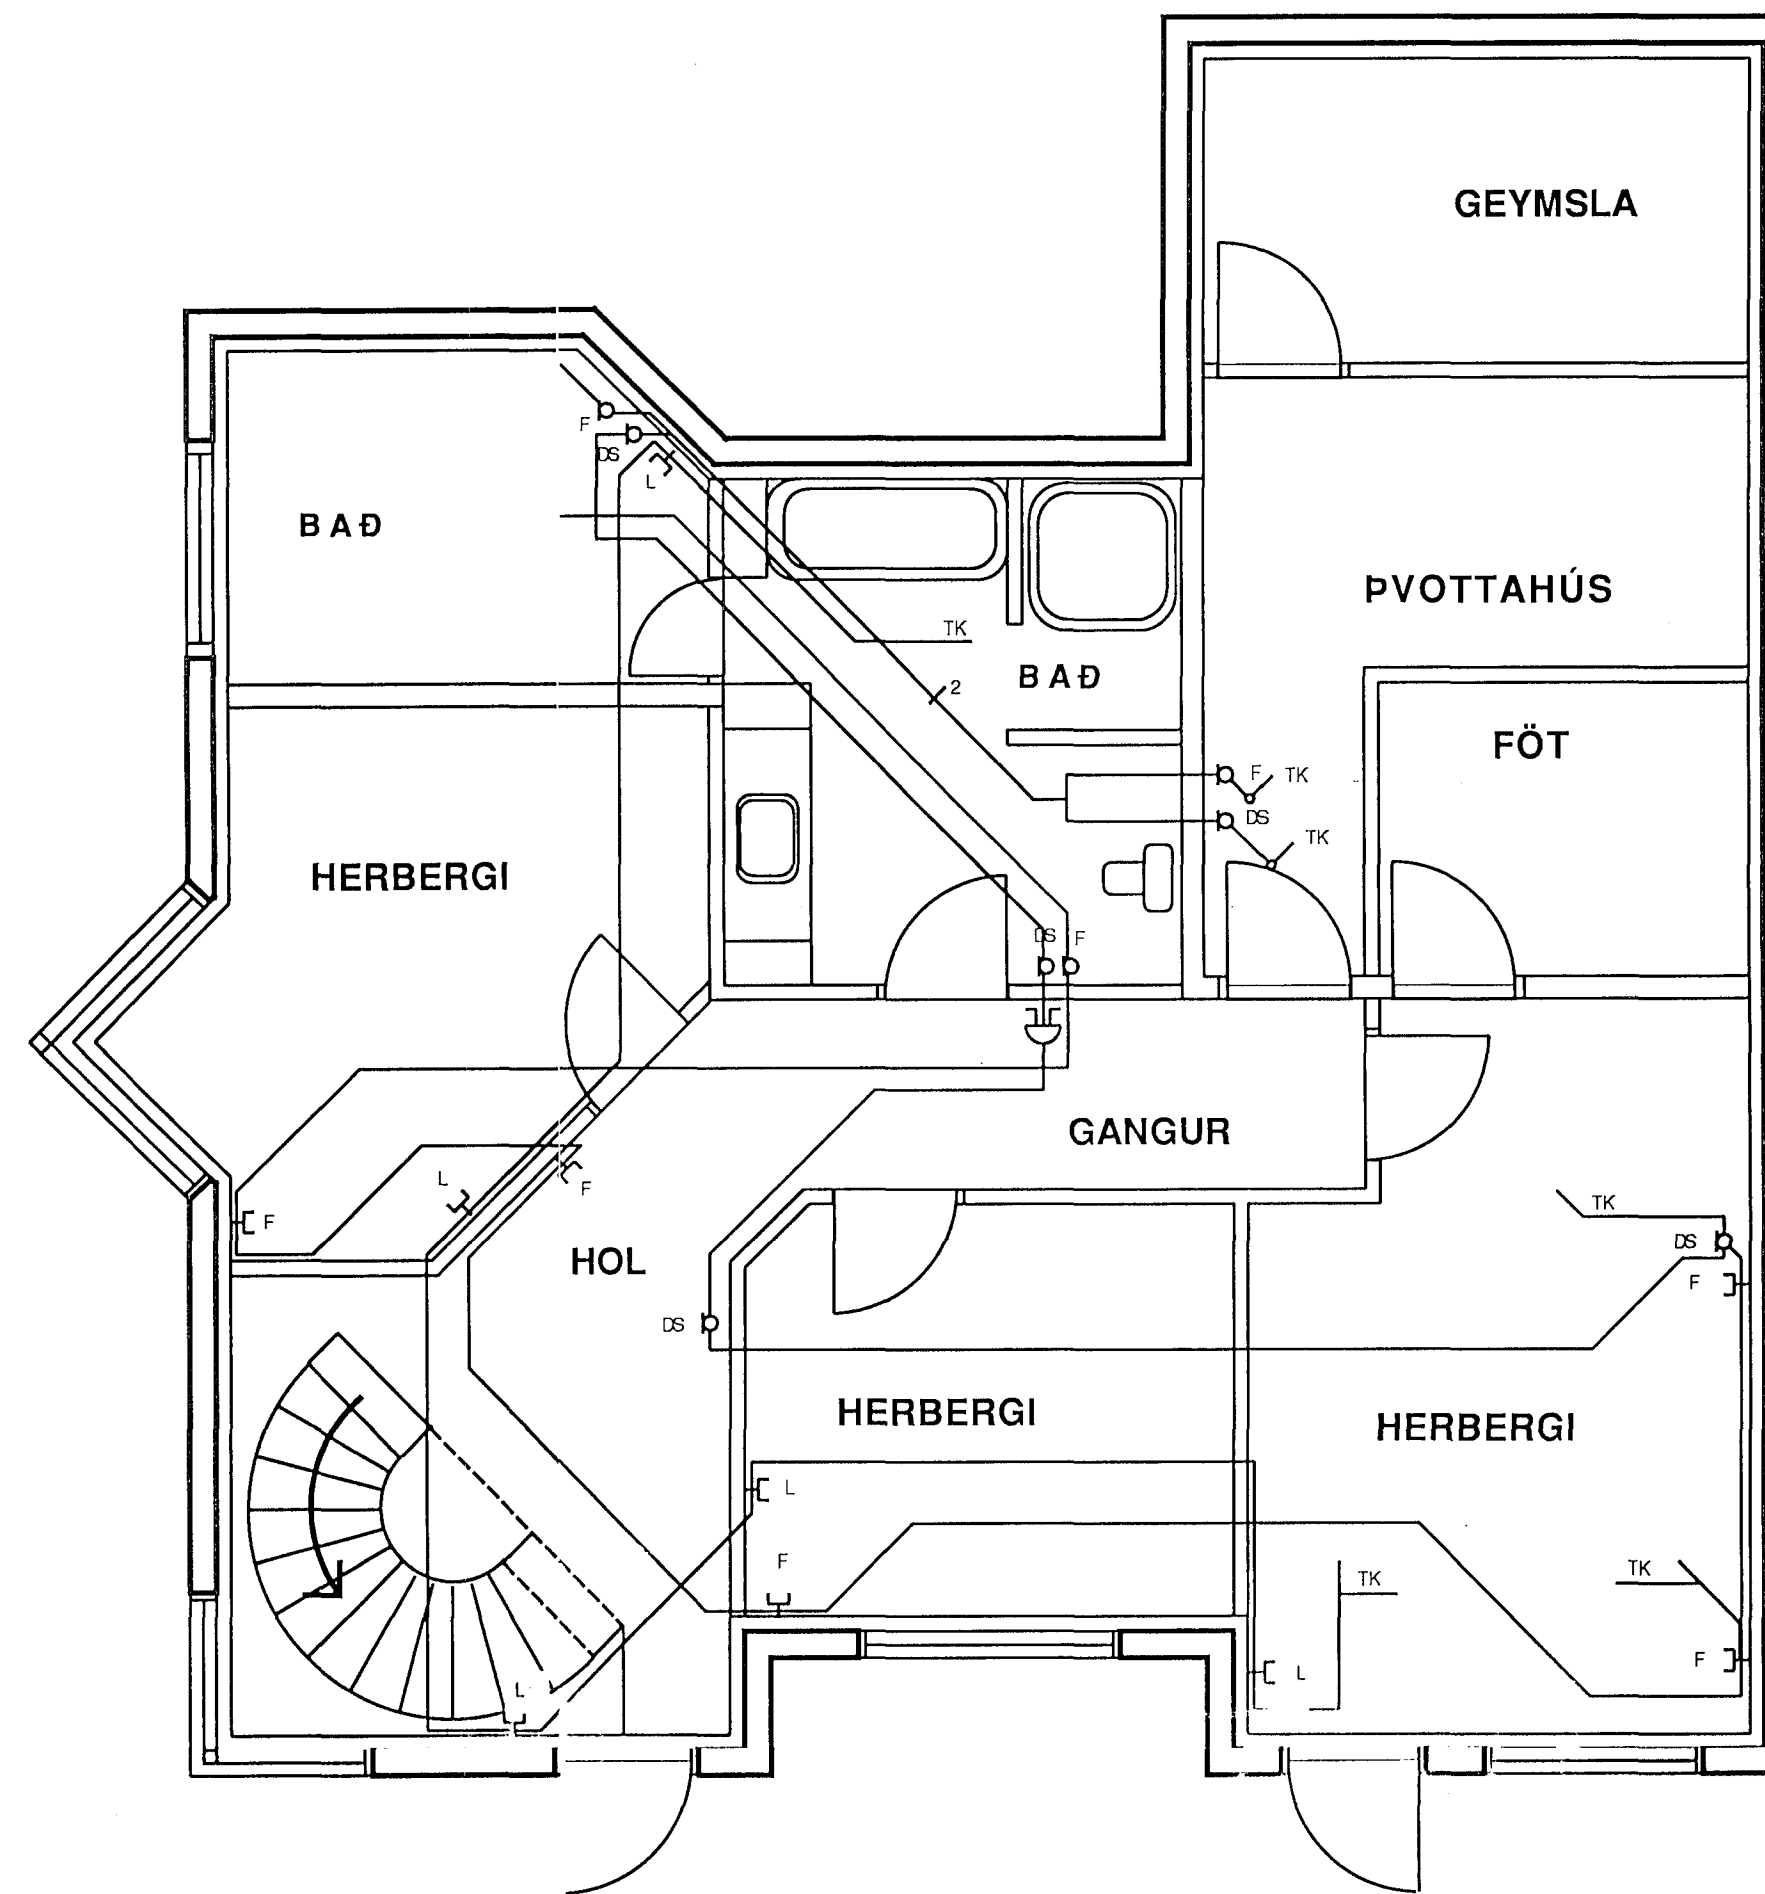 GEYMSLA
F
DS
L
BAÐ
ÞVOTTAHÚS
TK
BAÐ
2
FÖT
F TK
DS
TK
HERBERGI
DS F
GANGUR
L
F
F
TK
HOL
DS
F
DS
HERBERGI
HERBERGI
L
F
TK
TK
F
L
L